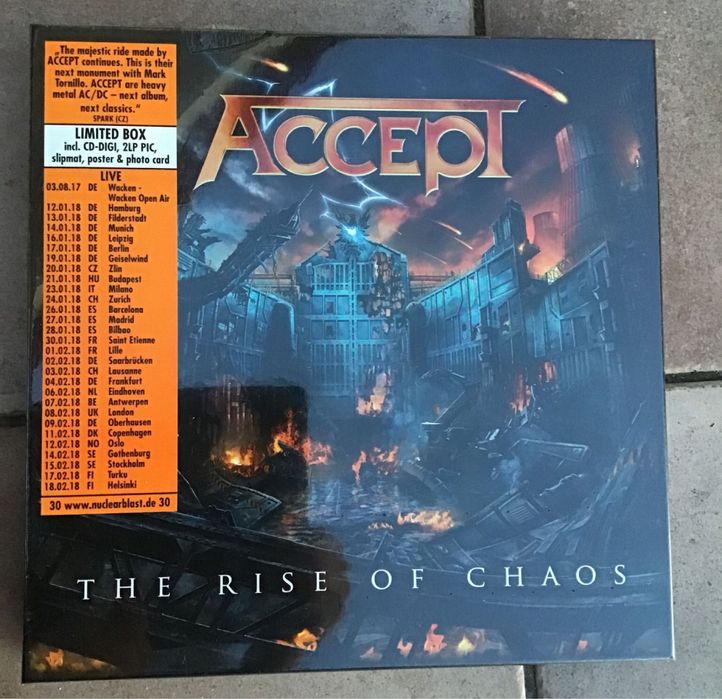 „The majestic ride made by
ACCEPT continues. This is their
next monument with Mark
Tornillo. ACCEPT are heavy
metal AC/DC – next album,
next classics."
SPARK (CZ)
LIMITED BOX
incl. CD-DIGI, 2LP PIC,
slipmat, poster & photo card
LIVE
03.08.17 DE Wacken -
Wacken Open Air
12.01.18 DE Hamburg
13.01.18 DE Filderstadt
14.01.18 DE Munich
16.01.18 DE Leipzig
17.01.18 DE Berlin
19.01.18 DE Geiselwind
20.01.18 CZ Zlin
21.01.18 HU Budapest
23.01.18 IT Milano
24.01.18 CH Zurich
26.01.18 ES Barcelona
27.01.18 ES Madrid
28.01.18 ES Bilbao
30.01.18 FR Saint Etienne
01.02.18 FR Lille
02.02.18 DE Saarbrücken
03.02.18 CH Lausanne
04.02.18 DE Frankfurt
06.02.18 NL Eindhoven
07.02.18 BE Antwerpen
08.02.18 UK London
09.02.18 DE Oberhausen
11.02.18 DK Copenhagen
12.02.18 NO Oslo
14.02.18 SE Gothenburg
15.02.18 SE Stockholm
17.02.18 FI Turku
18.02.18 FI Helsinki
30 www.nuclearblast.de 30
ACCEPT
THE RISE OF CHAOS